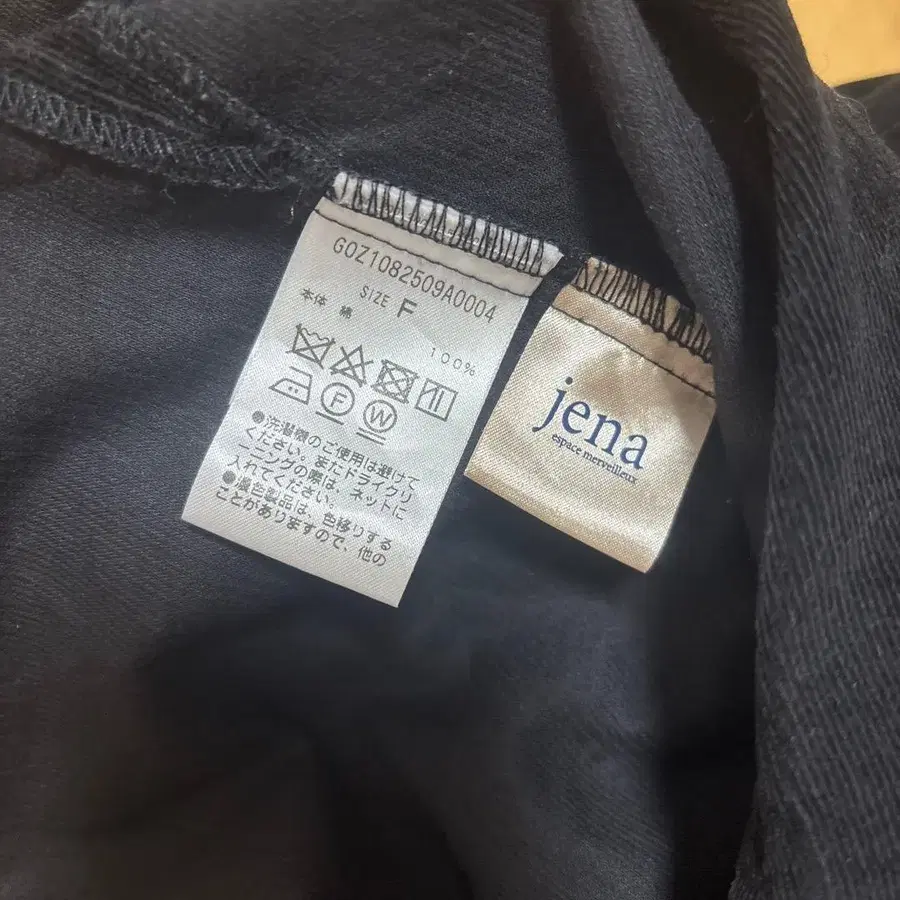 G0Z1082509A0004
SIZE F
本体 綿 100%
F W
●洗濯機のご使用は避けて
ください。またドライクリ
ーニングの際は、ネットに
入れてください。
●濃色製品は、色移りする
ことがありますので、他の
jena
espace merveilleux